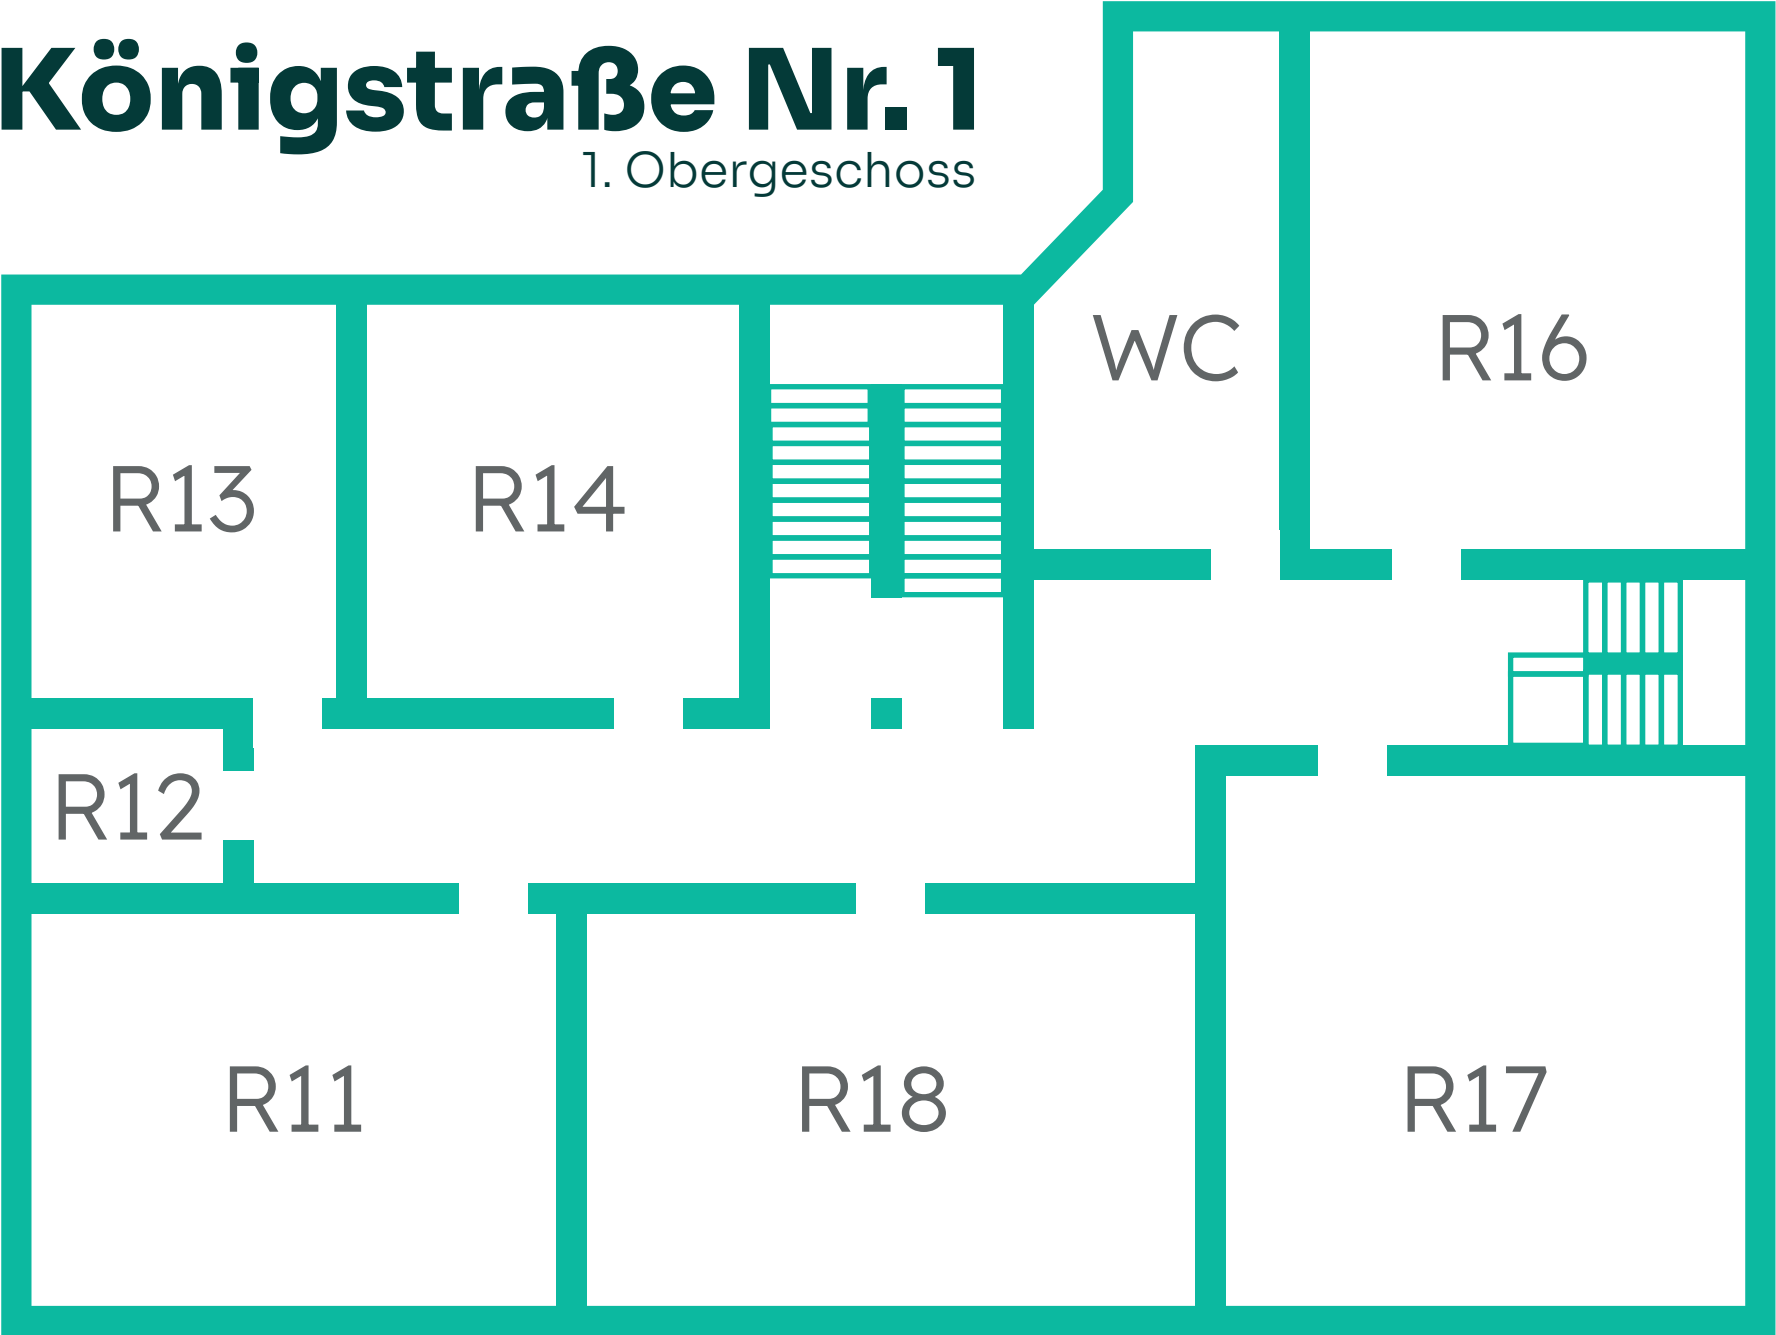 Königstraße Nr. 1
1. Obergeschoss
WC
R16
R13
R14
R12
R11
R18
R17